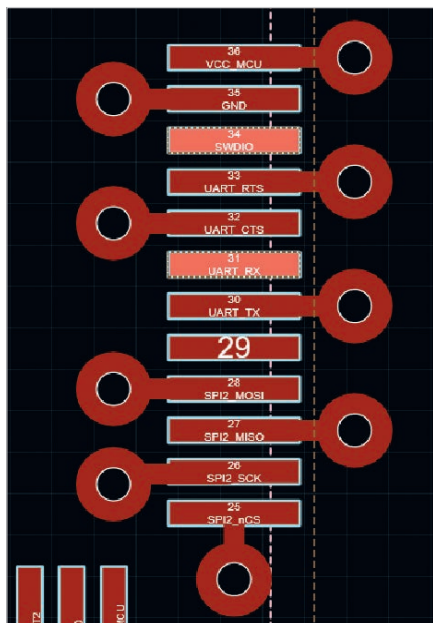 36
VCC_MCU
35
GND
34
SWDIO
33
UART_RTS
32
UART_CTS
31
UART_RX
30
UART_TX
29
28
SPI2_MOSI
27
SPI2_MISO
26
SPI2_SCK
25
SPI2_nCS